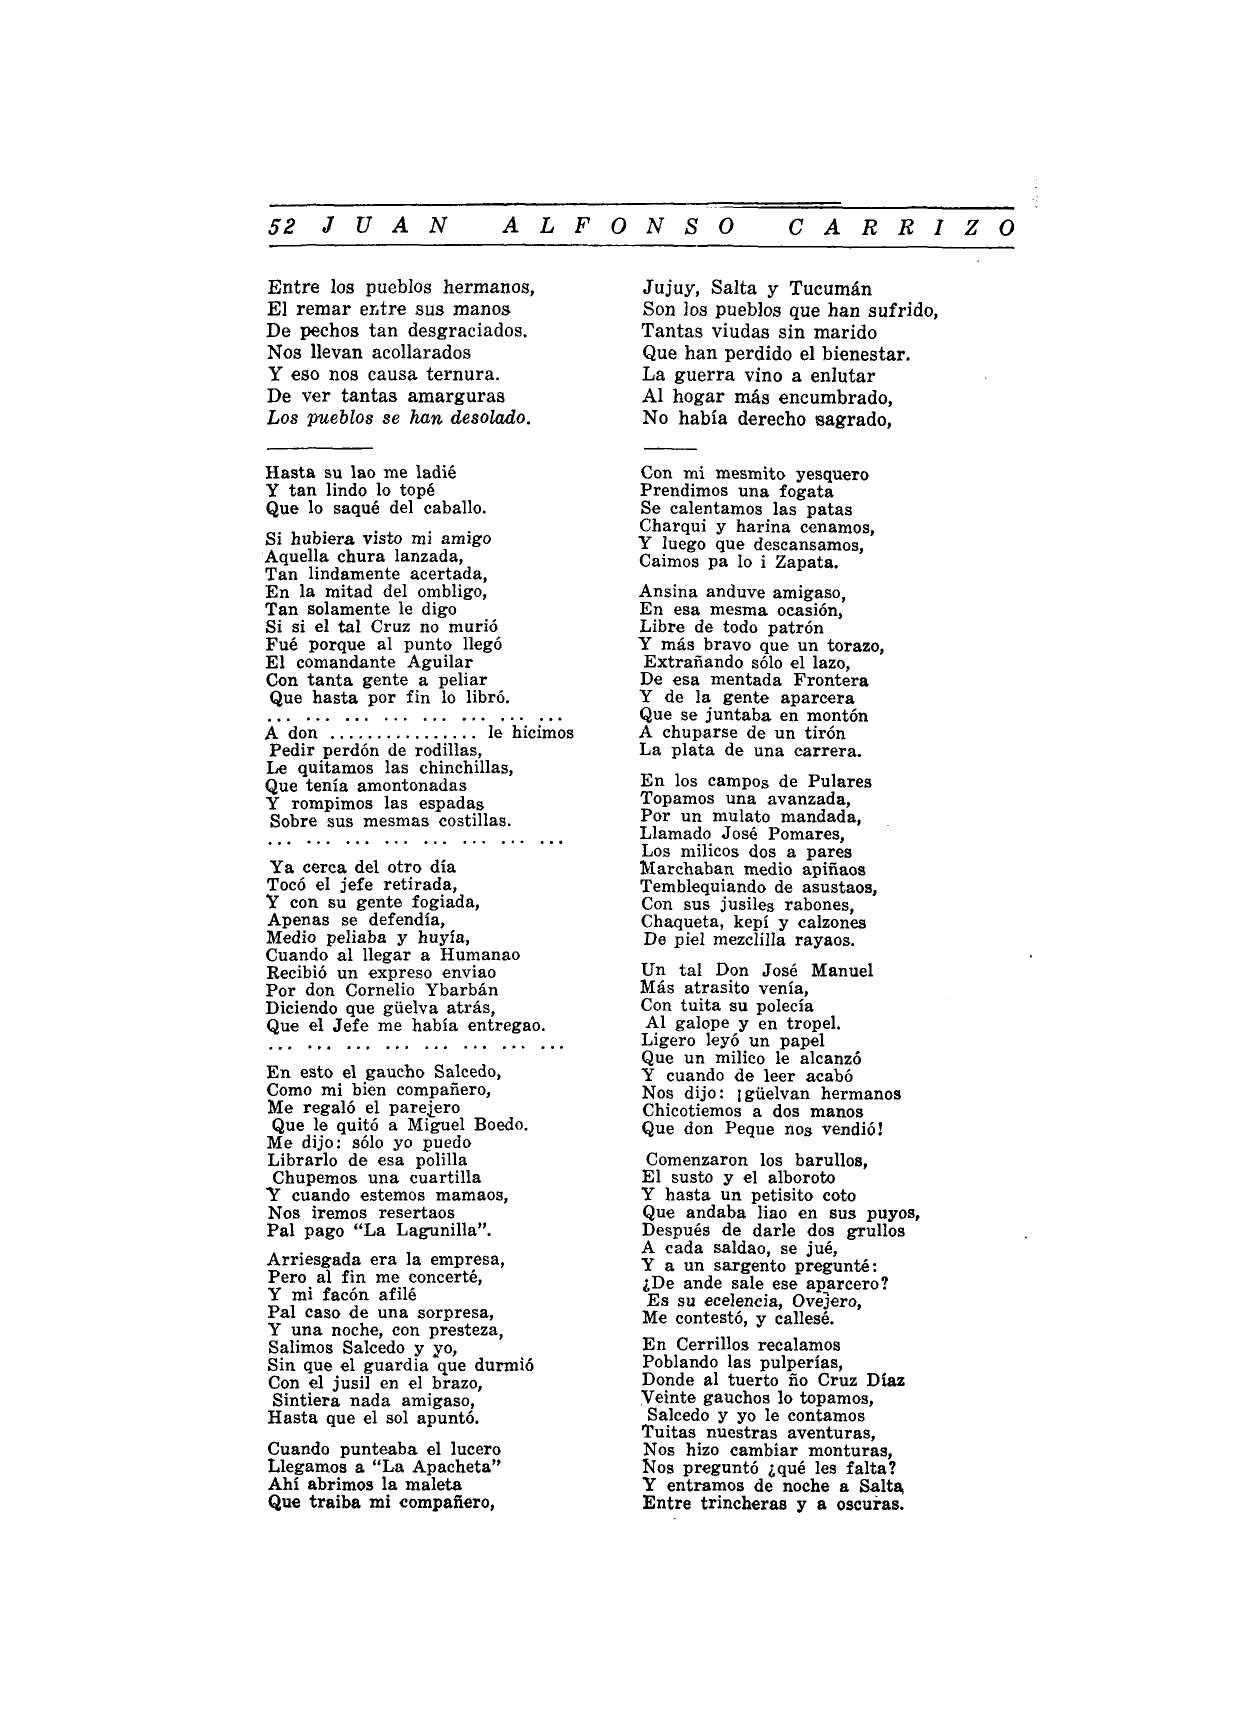 52 JUAN ALFONSO CARRIZO
Entre los pueblos hermanos,
El remar entre sus manos
De pechos tan desgraciados.
Nos llevan acollarados
Y eso nos causa ternura.
De ver tantas amarguras
Los pueblos se han desolado.
Jujuy, Salta y Tucumán
Son los pueblos que han sufrido,
Tantas viudas sin marido
Que han perdido el bienestar.
La guerra vino a enlutar
Al hogar más encumbrado,
No había derecho sagrado,
Hasta su lao me ladié
Y tan lindo lo topé
Que lo saqué del caballo.
Si hubiera visto mi amigo
Aquella chura lanzada,
Tan lindamente acertada,
En la mitad del ombligo,
Tan solamente le digo
Si si el tal Cruz no murió
Fué porque al punto llegó
El comandante Aguilar
Con tanta gente a peliar
Que hasta por fin lo libró.
... ... ... ... ... ... ... ...
A don ................ le hicimos
Pedir perdón de rodillas,
Le quitamos las chinchillas,
Que tenía amontonadas
Y rompimos las espadas
Sobre sus mesmas costillas.
... ... ... ... ... ... ... ...
Ya cerca del otro día
Tocó el jefe retirada,
Y con su gente fogiada,
Apenas se defendía,
Medio peliaba y huyía,
Cuando al llegar a Humanao
Recibió un expreso enviao
Por don Cornelio Ybarbán
Diciendo que güelva atrás,
Que el Jefe me había entregao.
... ... ... ... ... ... ... ...
En esto el gaucho Salcedo,
Como mi bien compañero,
Me regaló el parejero
Que le quitó a Miguel Boedo.
Me dijo: sólo yo puedo
Librarlo de esa polilla
Chupemos una cuartilla
Y cuando estemos mamaos,
Nos iremos resertaos
Pal pago “La Lagunilla”.
Arriesgada era la empresa,
Pero al fin me concerté,
Y mi facón afilé
Pal caso de una sorpresa,
Y una noche, con presteza,
Salimos Salcedo y yo,
Sin que el guardia que durmió
Con el jusil en el brazo,
Sintiera nada amigaso,
Hasta que el sol apuntó.
Cuando punteaba el lucero
Llegamos a “La Apacheta”
Ahí abrimos la maleta
Que traiba mi compañero,
Con mi mesmito yesquero
Prendimos una fogata
Se calentamos las patas
Charqui y harina cenamos,
Y luego que descansamos,
Caimos pa lo i Zapata.
Ansina anduve amigaso,
En esa mesma ocasión,
Libre de todo patrón
Y más bravo que un torazo,
Extrañando sólo el lazo,
De esa mentada Frontera
Y de la gente aparcera
Que se juntaba en montón
A chuparse de un tirón
La plata de una carrera.
En los campos de Pulares
Topamos una avanzada,
Por un mulato mandada,
Llamado José Pomares,
Los milicos dos a pares
Marchaban medio apiñaos
Temblequiando de asustaos,
Con sus jusiles rabones,
Chaqueta, kepí y calzones
De piel mezclilla rayaos.
Un tal Don José Manuel
Más atrasito venía,
Con tuita su polecía
Al galope y en tropel.
Ligero leyó un papel
Que un milico le alcanzó
Y cuando de leer acabó
Nos dijo: ¡güelvan hermanos
Chicotiemos a dos manos
Que don Peque nos vendió!
Comenzaron los barullos,
El susto y el alboroto
Y hasta un petisito coto
Que andaba liao en sus puyos,
Después de darle dos grullos
A cada saldao, se jué,
Y a un sargento pregunté:
¿De ande sale ese aparcero?
Es su ecelencia, Ovejero,
Me contestó, y callesé.
En Cerrillos recalamos
Poblando las pulperías,
Donde al tuerto ño Cruz Díaz
Veinte gauchos lo topamos,
Salcedo y yo le contamos
Tuitas nuestras aventuras,
Nos hizo cambiar monturas,
Nos preguntó ¿qué les falta?
Y entramos de noche a Salta
Entre trincheras y a oscuras.